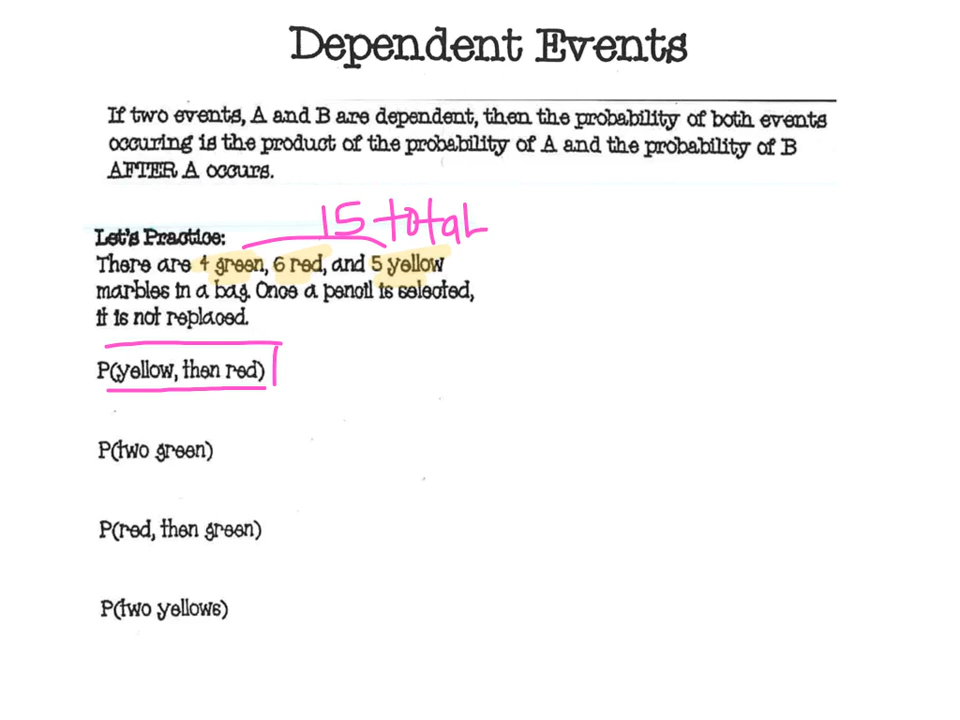 Dependent Events
If two events, A and B are dependent, then the probability of both events
occuring is the product of the probability of A and the probability of B
AFTER A occurs.
15 total
Let's Practice:
There are 4 green, 6 red, and 5 yellow
marbles in a bag. Once a pencil is selected,
it is not replaced.
P(yellow, then red)
P(two green)
P(red, then green)
P(two yellows)